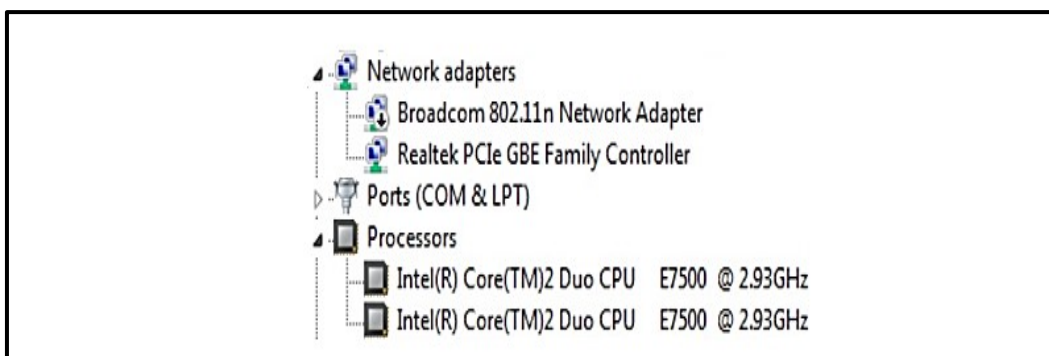 Network adapters
Broadcom 802.11n Network Adapter
Realtek PCIe GBE Family Controller
Ports (COM & LPT)
Processors
Intel(R) Core(TM)2 Duo CPU E7500 @ 2.93GHz
Intel(R) Core(TM)2 Duo CPU E7500 @ 2.93GHz